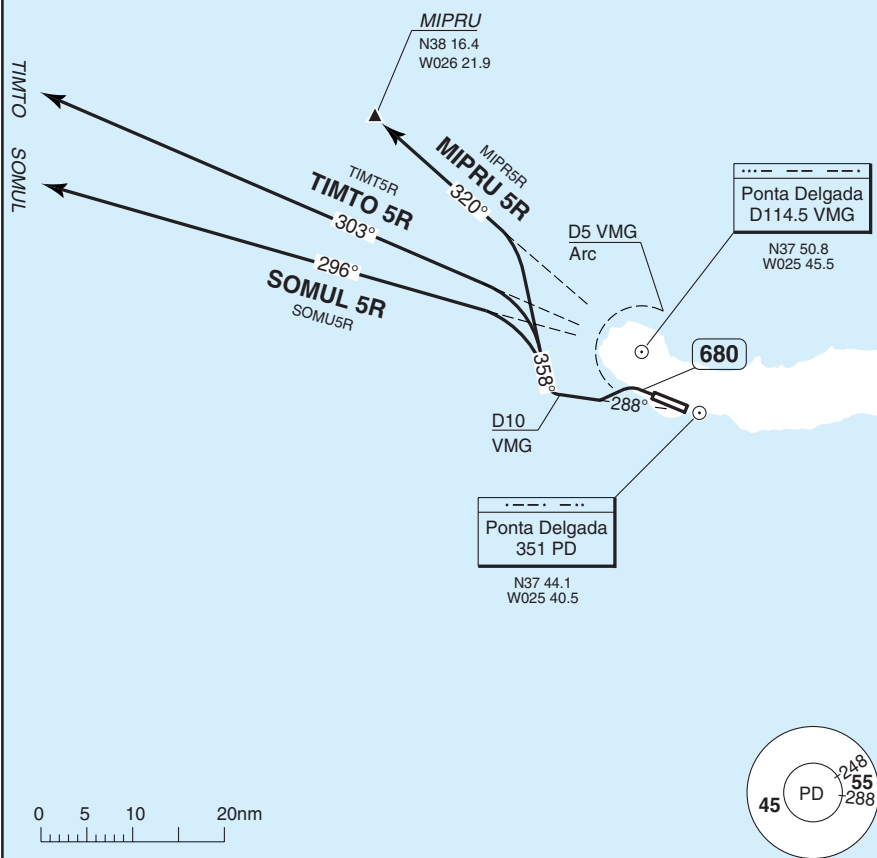 MIPRU
N38 16.4
W026 21.9
TIMTO
SOMUL
MIPR5R
MIPRU 5R
320°
TIMT5R
TIMTO 5R
303°
296°
SOMUL 5R
SOMU5R
D5 VMG
Arc
Ponta Delgada
D114.5 VMG
N37 50.8
W025 45.5
680
358°
288°
D10
VMG
Ponta Delgada
351 PD
N37 44.1
W025 40.5
248
55
288
45
PD
0 5 10 20nm